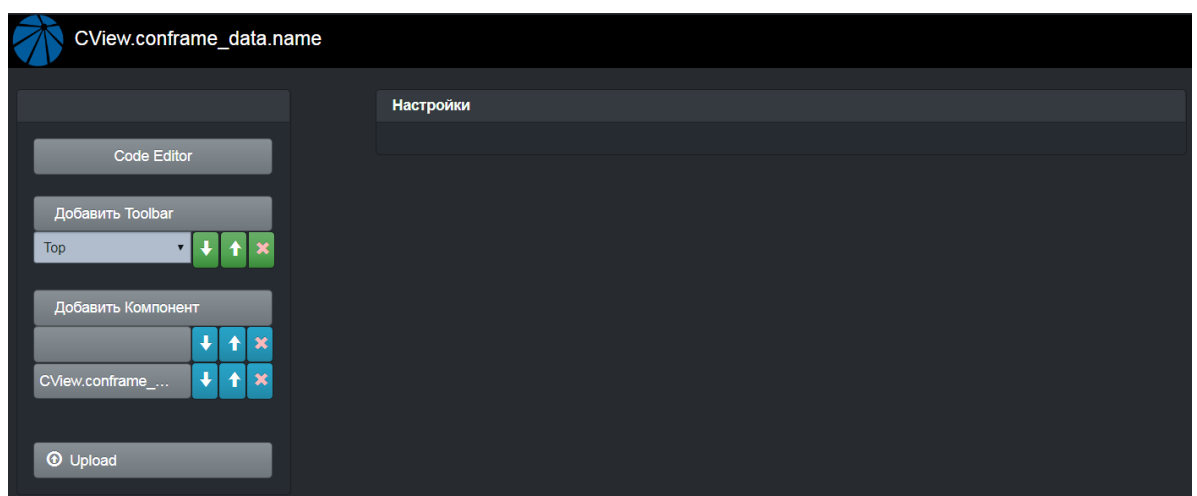 CView.conframe_data.name
Настройки
Code Editor
Добавить Toolbar
Top
Добавить Компонент
CView.conframe_...
Upload